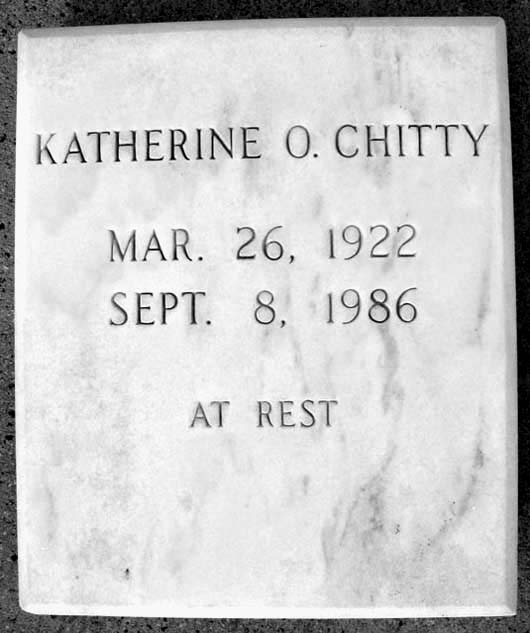 KATHERINE O. CHITTY
MAR. 26, 1922
SEPT. 8, 1986
AT REST